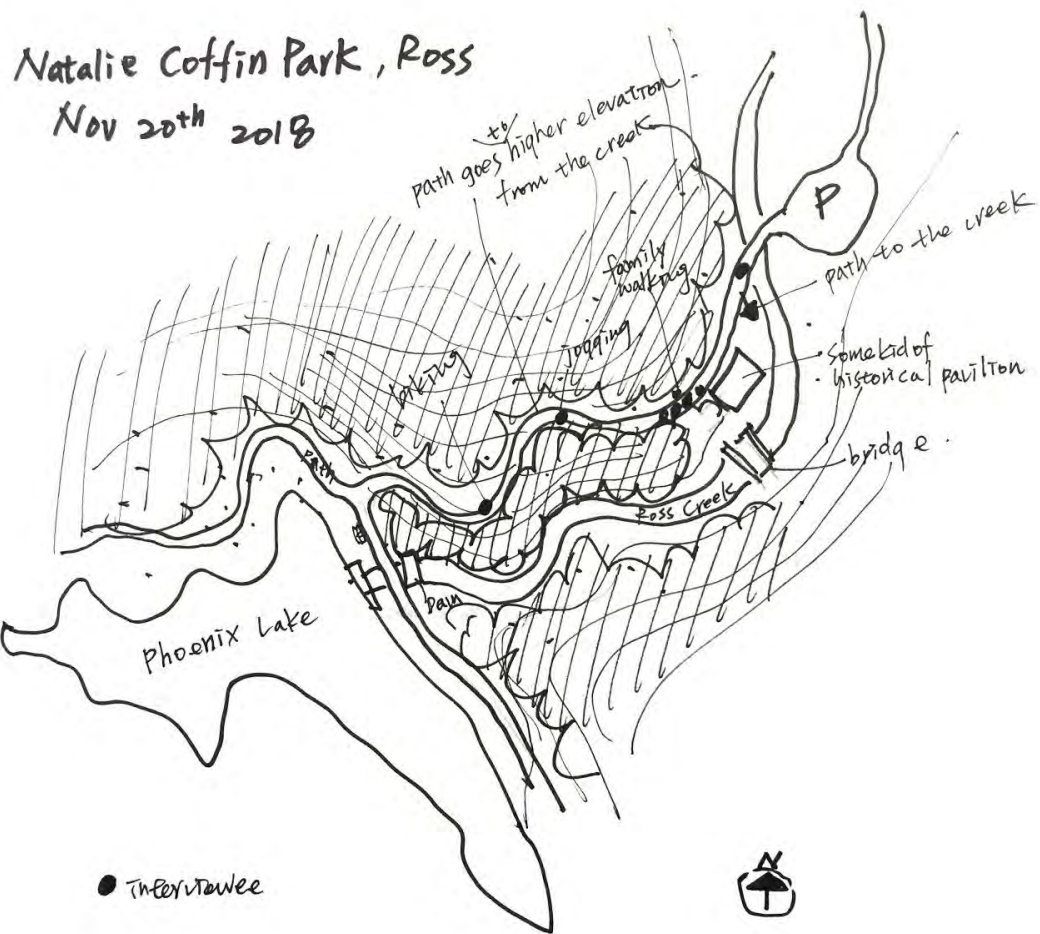 Natalie Coffin Park, Ross
Nov 20th 2018
to
path goes higher elevation
from the creek
P
path to the creek
family
walking
jogging
biking
some kid of
historical pavilion
bridge
path
Ross Creek
Dam
Phoenix Lake
interviewee
N